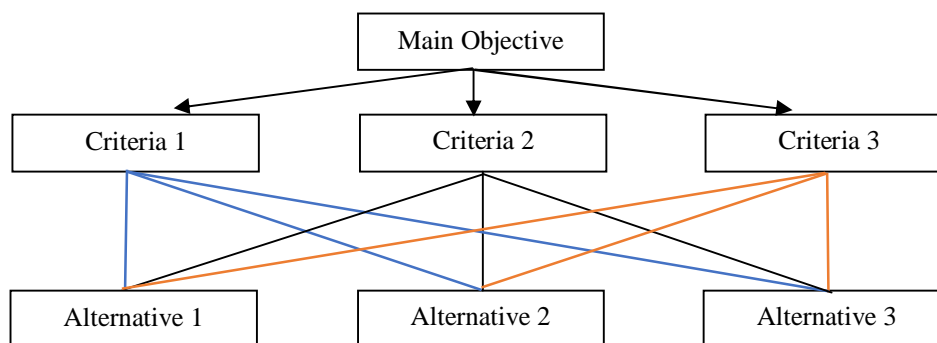 Main Objective
Criteria 1
Criteria 2
Criteria 3
Alternative 1
Alternative 2
Alternative 3